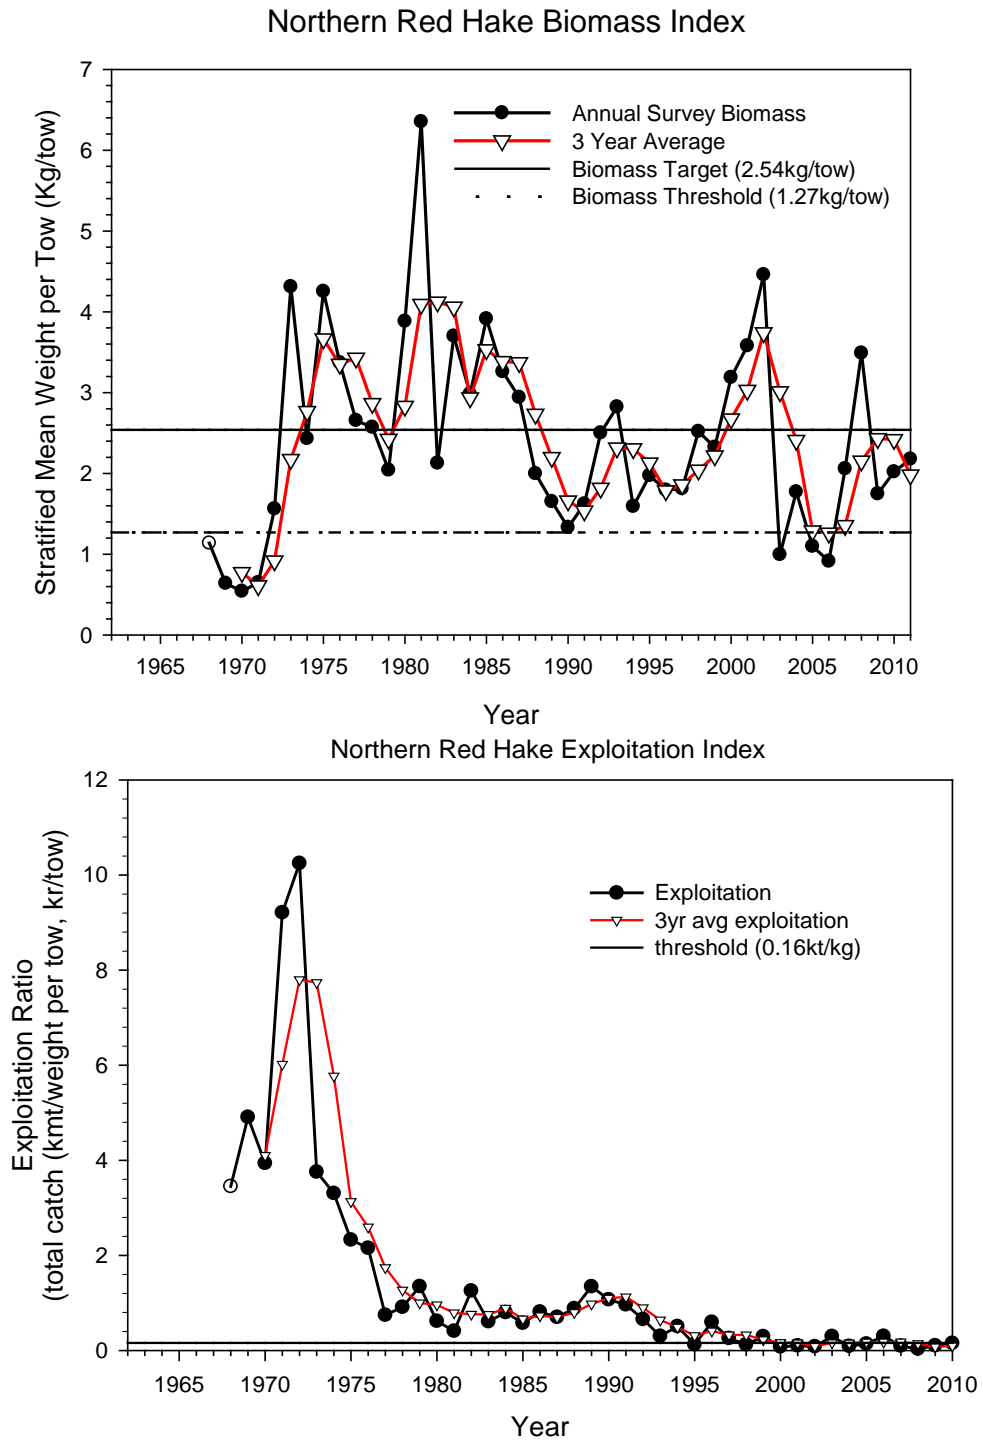 Northern Red Hake Biomass Index
7
6
5
4
3
2
1
0
Stratified Mean Weight per Tow (Kg/tow)
Annual Survey Biomass
3 Year Average
Biomass Target (2.54kg/tow)
Biomass Threshold (1.27kg/tow)
1965 1970 1975 1980 1985 1990 1995 2000 2005 2010
Year
Northern Red Hake Exploitation Index
12
10
8
6
4
2
0
Exploitation Ratio
(total catch (kmt/weight per tow, kr/tow)
Exploitation
3yr avg exploitation
threshold (0.16kt/kg)
1965 1970 1975 1980 1985 1990 1995 2000 2005 2010
Year